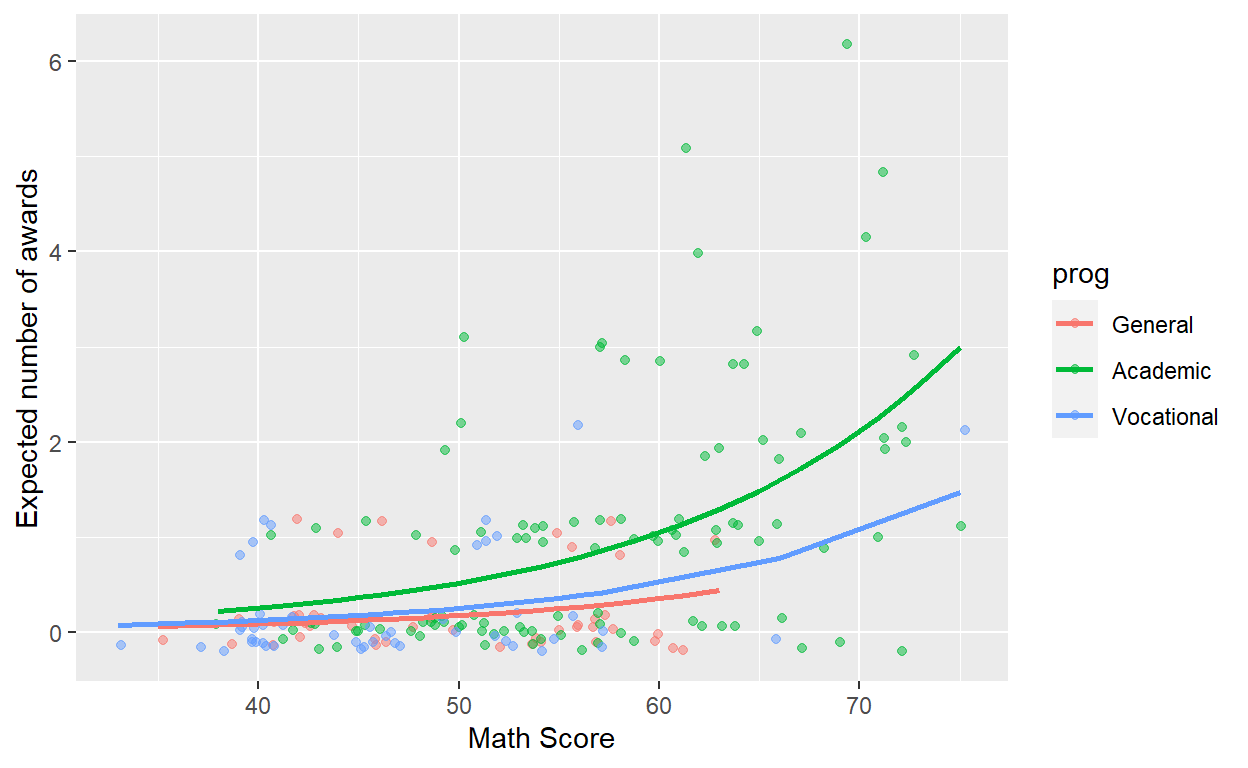 Expected number of awards
6
4
2
0
40
50
60
70
Math Score
prog
General
Academic
Vocational